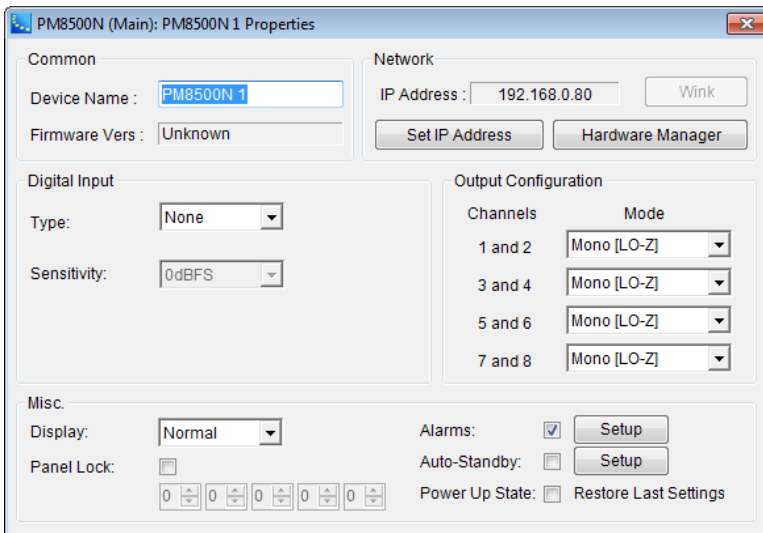 PM8500N (Main): PM8500N 1 Properties
Common
Device Name : PM8500N 1
Firmware Vers : Unknown
Network
IP Address : 192.168.0.80 Wink
Set IP Address Hardware Manager
Digital Input
Type: None
Sensitivity: 0dBFS
Output Configuration
Channels Mode
1 and 2 Mono [LO-Z]
3 and 4 Mono [LO-Z]
5 and 6 Mono [LO-Z]
7 and 8 Mono [LO-Z]
Misc.
Display: Normal
Panel Lock:
0 0 0 0 0
Alarms: Setup
Auto-Standby: Setup
Power Up State: Restore Last Settings